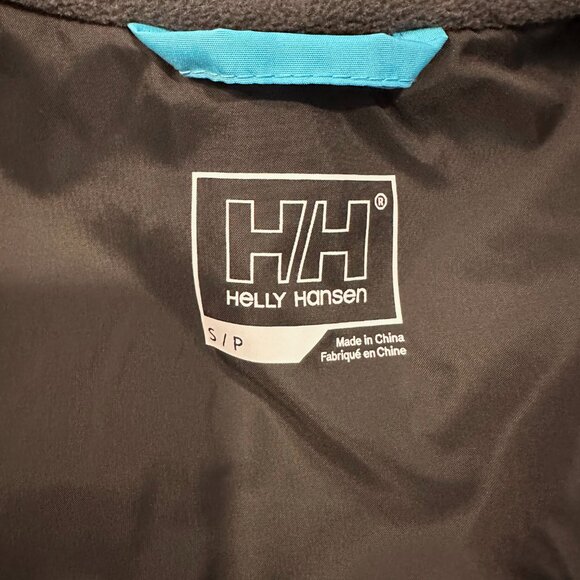 HH®
HELLY HANSEN
S / P
Made in China
Fabriqué en Chine